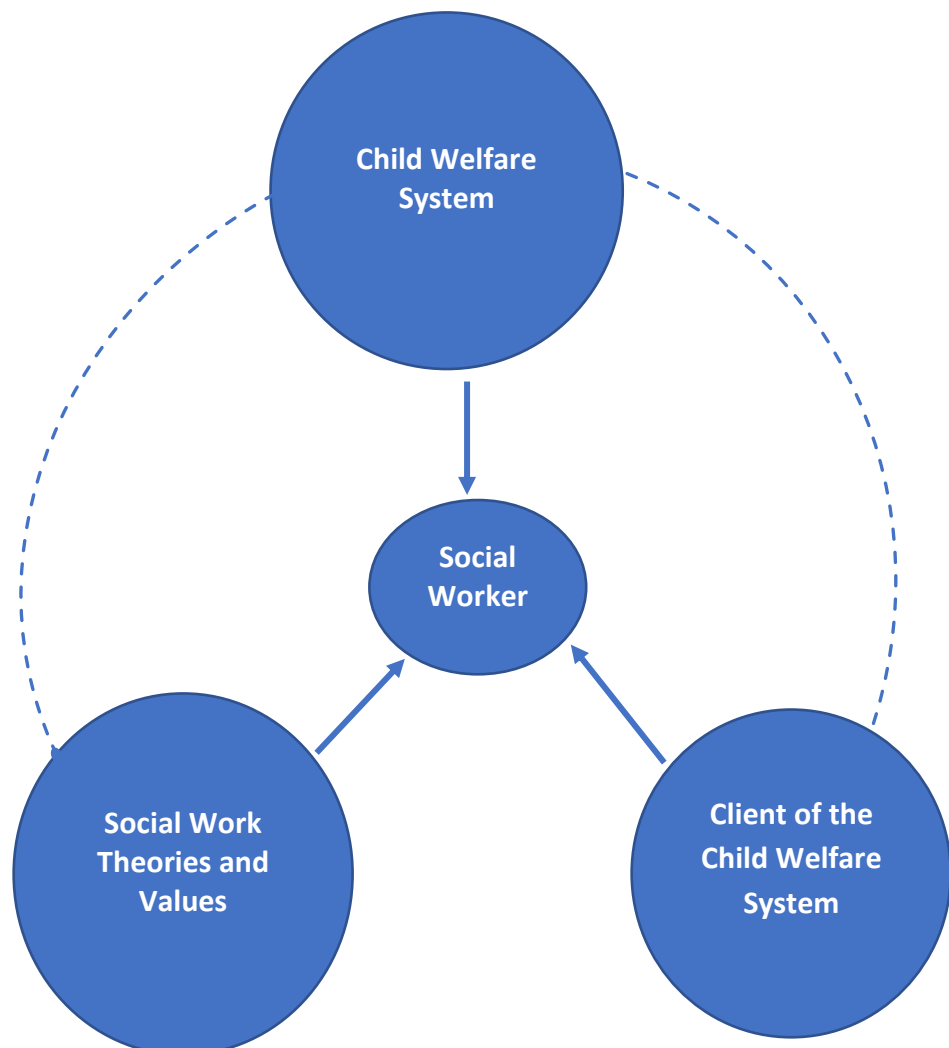 Child Welfare
System
Social
Worker
Social Work
Theories and
Values
Client of the
Child Welfare
System